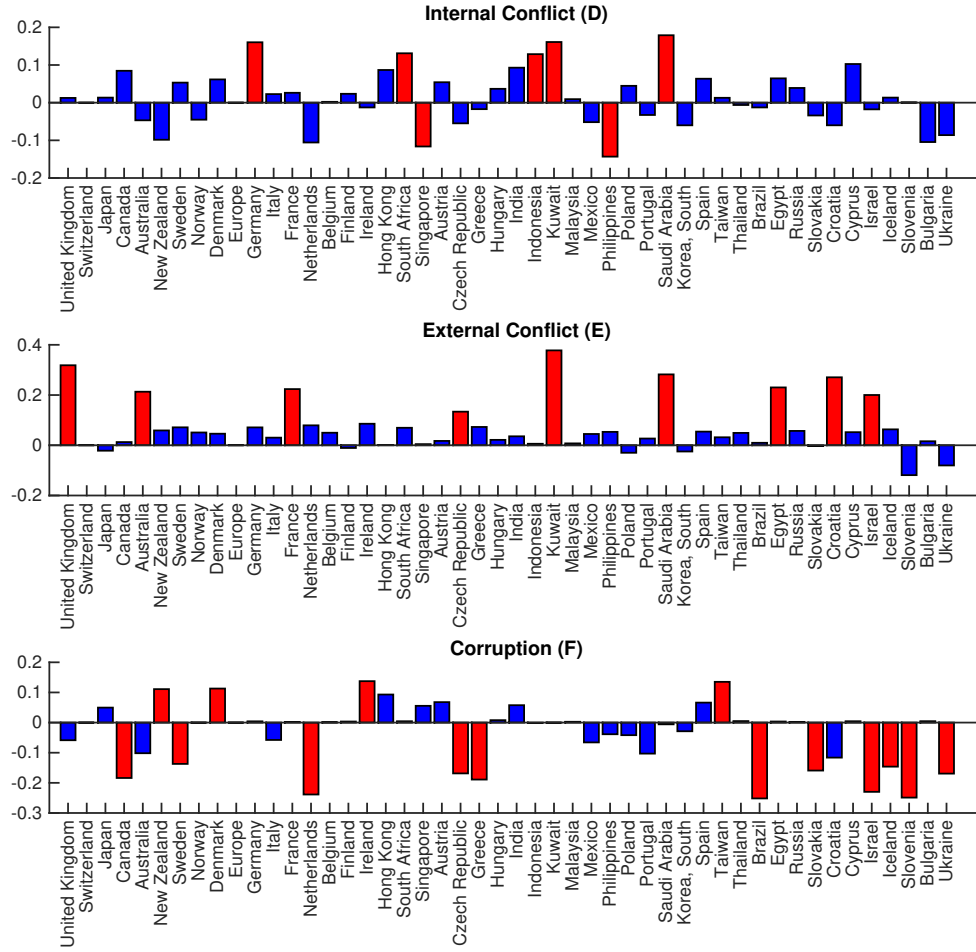 Internal Conflict (D)
0.2
0.1
0
-0.1
-0.2
United Kingdom
Switzerland
Japan
Canada
Australia
New Zealand
Sweden
Norway
Denmark
Europe
Germany
Italy
France
Netherlands
Belgium
Finland
Ireland
Hong Kong
South Africa
Singapore
Austria
Czech Republic
Greece
Hungary
India
Indonesia
Kuwait
Malaysia
Mexico
Philippines
Poland
Portugal
Saudi Arabia
Korea, South
Spain
Taiwan
Thailand
Brazil
Egypt
Russia
Slovakia
Croatia
Cyprus
Israel
Iceland
Slovenia
Bulgaria
Ukraine
External Conflict (E)
0.4
0.2
0
-0.2
United Kingdom
Switzerland
Japan
Canada
Australia
New Zealand
Sweden
Norway
Denmark
Europe
Germany
Italy
France
Netherlands
Belgium
Finland
Ireland
Hong Kong
South Africa
Singapore
Austria
Czech Republic
Greece
Hungary
India
Indonesia
Kuwait
Malaysia
Mexico
Philippines
Poland
Portugal
Saudi Arabia
Korea, South
Spain
Taiwan
Thailand
Brazil
Egypt
Russia
Slovakia
Croatia
Cyprus
Israel
Iceland
Slovenia
Bulgaria
Ukraine
Corruption (F)
0.2
0.1
0
-0.1
-0.2
-0.3
United Kingdom
Switzerland
Japan
Canada
Australia
New Zealand
Sweden
Norway
Denmark
Europe
Germany
Italy
France
Netherlands
Belgium
Finland
Ireland
Hong Kong
South Africa
Singapore
Austria
Czech Republic
Greece
Hungary
India
Indonesia
Kuwait
Malaysia
Mexico
Philippines
Poland
Portugal
Saudi Arabia
Korea, South
Spain
Taiwan
Thailand
Brazil
Egypt
Russia
Slovakia
Croatia
Cyprus
Israel
Iceland
Slovenia
Bulgaria
Ukraine